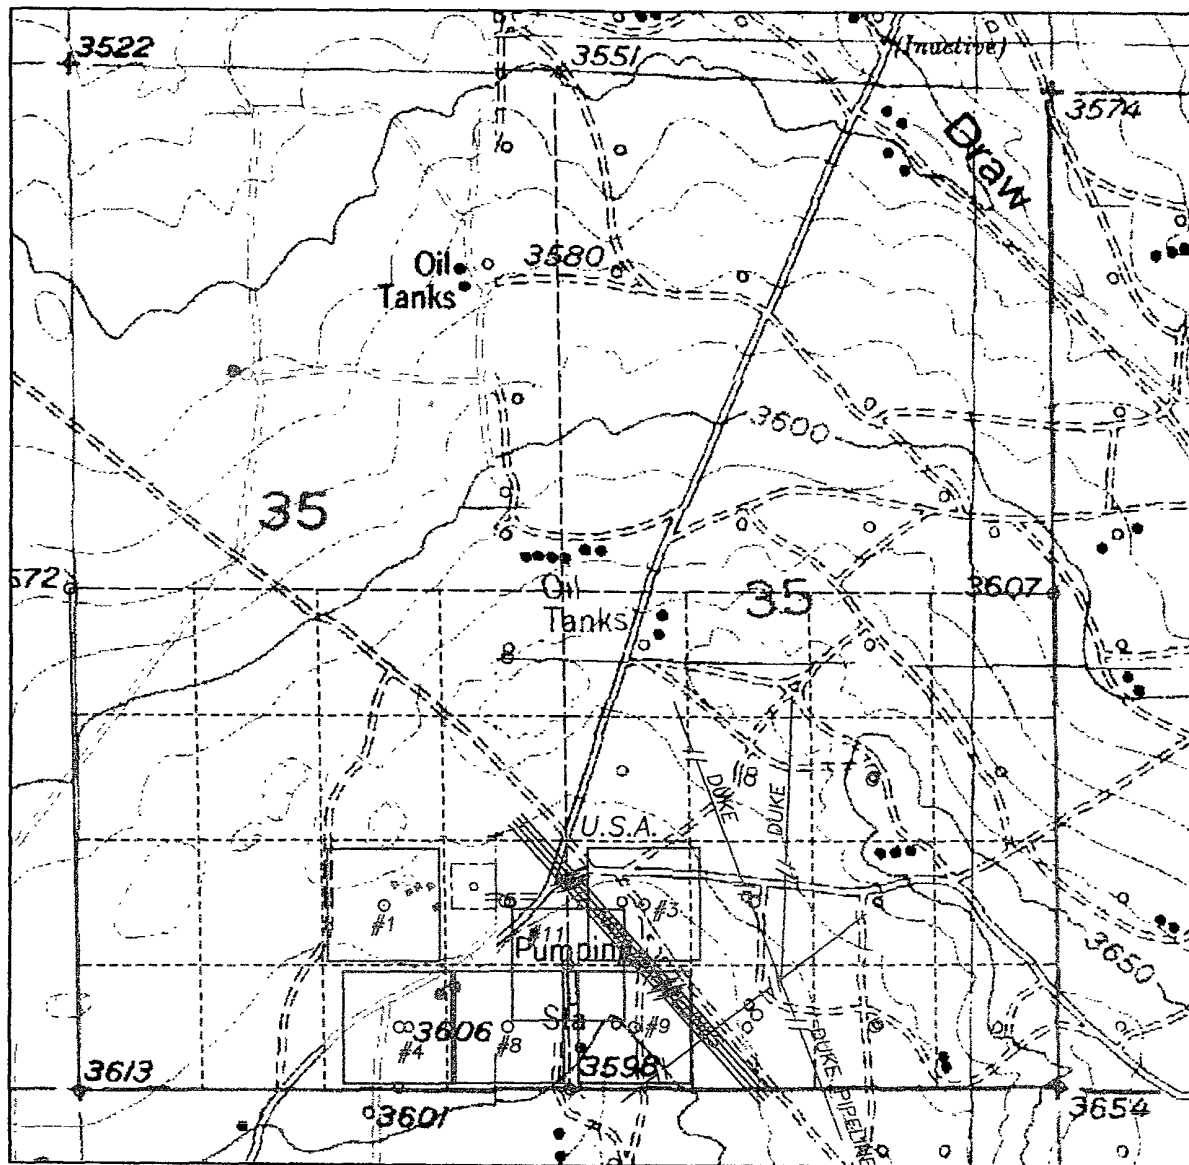 3522
3551
(Inactive)
3574
Draw
Oil
Tanks
3580
3600
35
572
3607
35
Oil
Tanks
118
DUKE
DUKE
U.S.A.
#1
#3
#11
Pumping
3650
3606
Sta
#4
#8
#9
3613
3598
3601
DUKE PIPELINE
3654